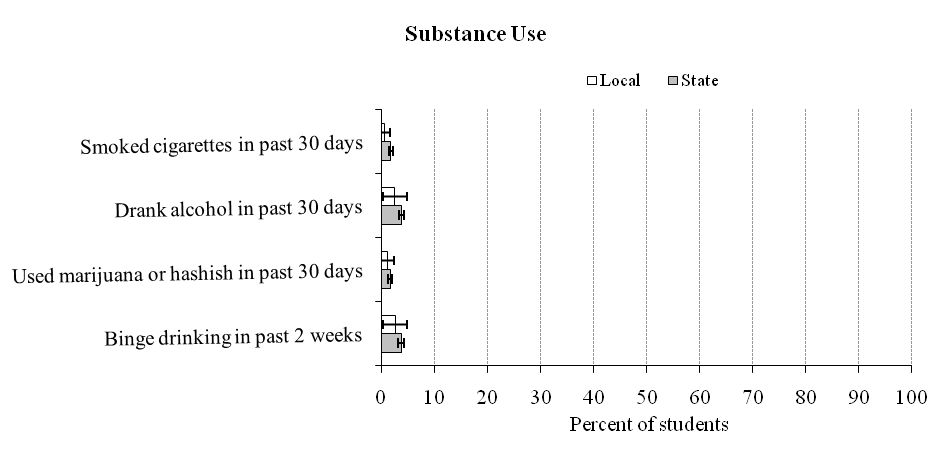 Substance Use
Local State
Smoked cigarettes in past 30 days
Drank alcohol in past 30 days
Used marijuana or hashish in past 30 days
Binge drinking in past 2 weeks
0 10 20 30 40 50 60 70 80 90 100
Percent of students